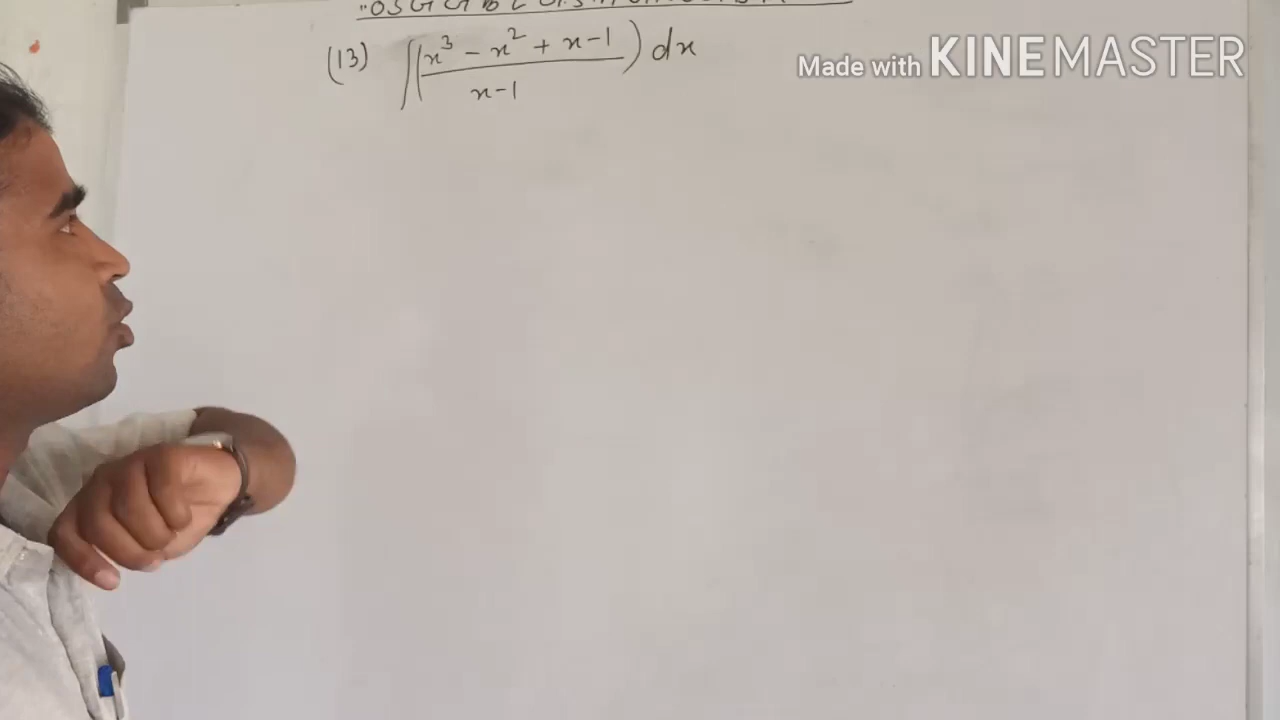 (13) ∫(x³ - x² + x - 1 / x - 1) dx
Made with KINEMASTER